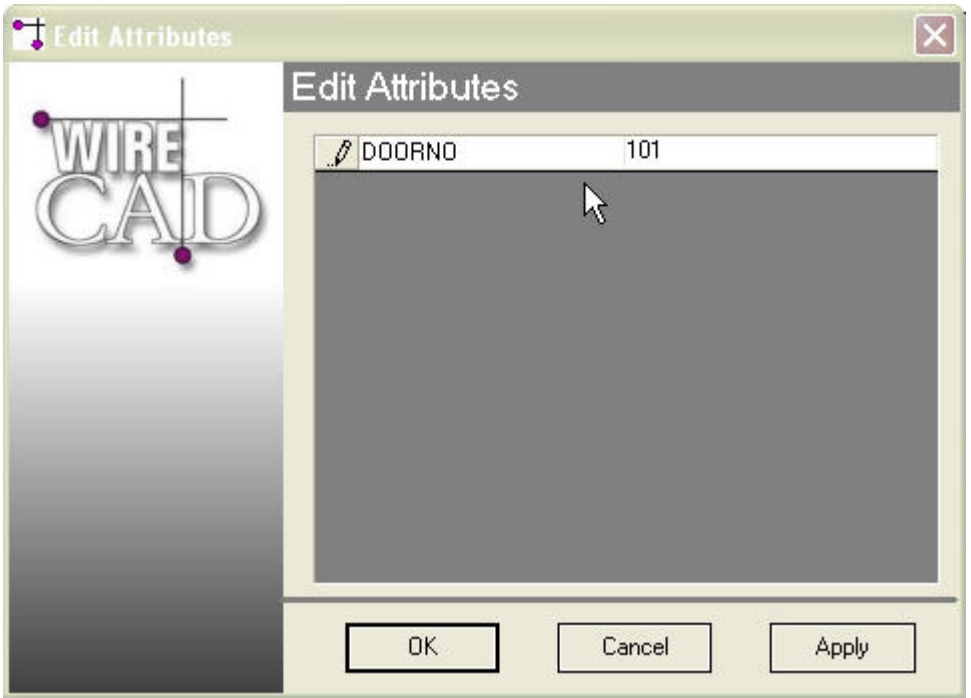 Edit Attributes
Edit Attributes
WIRE
CAD
DOORNO 101
OK Cancel Apply